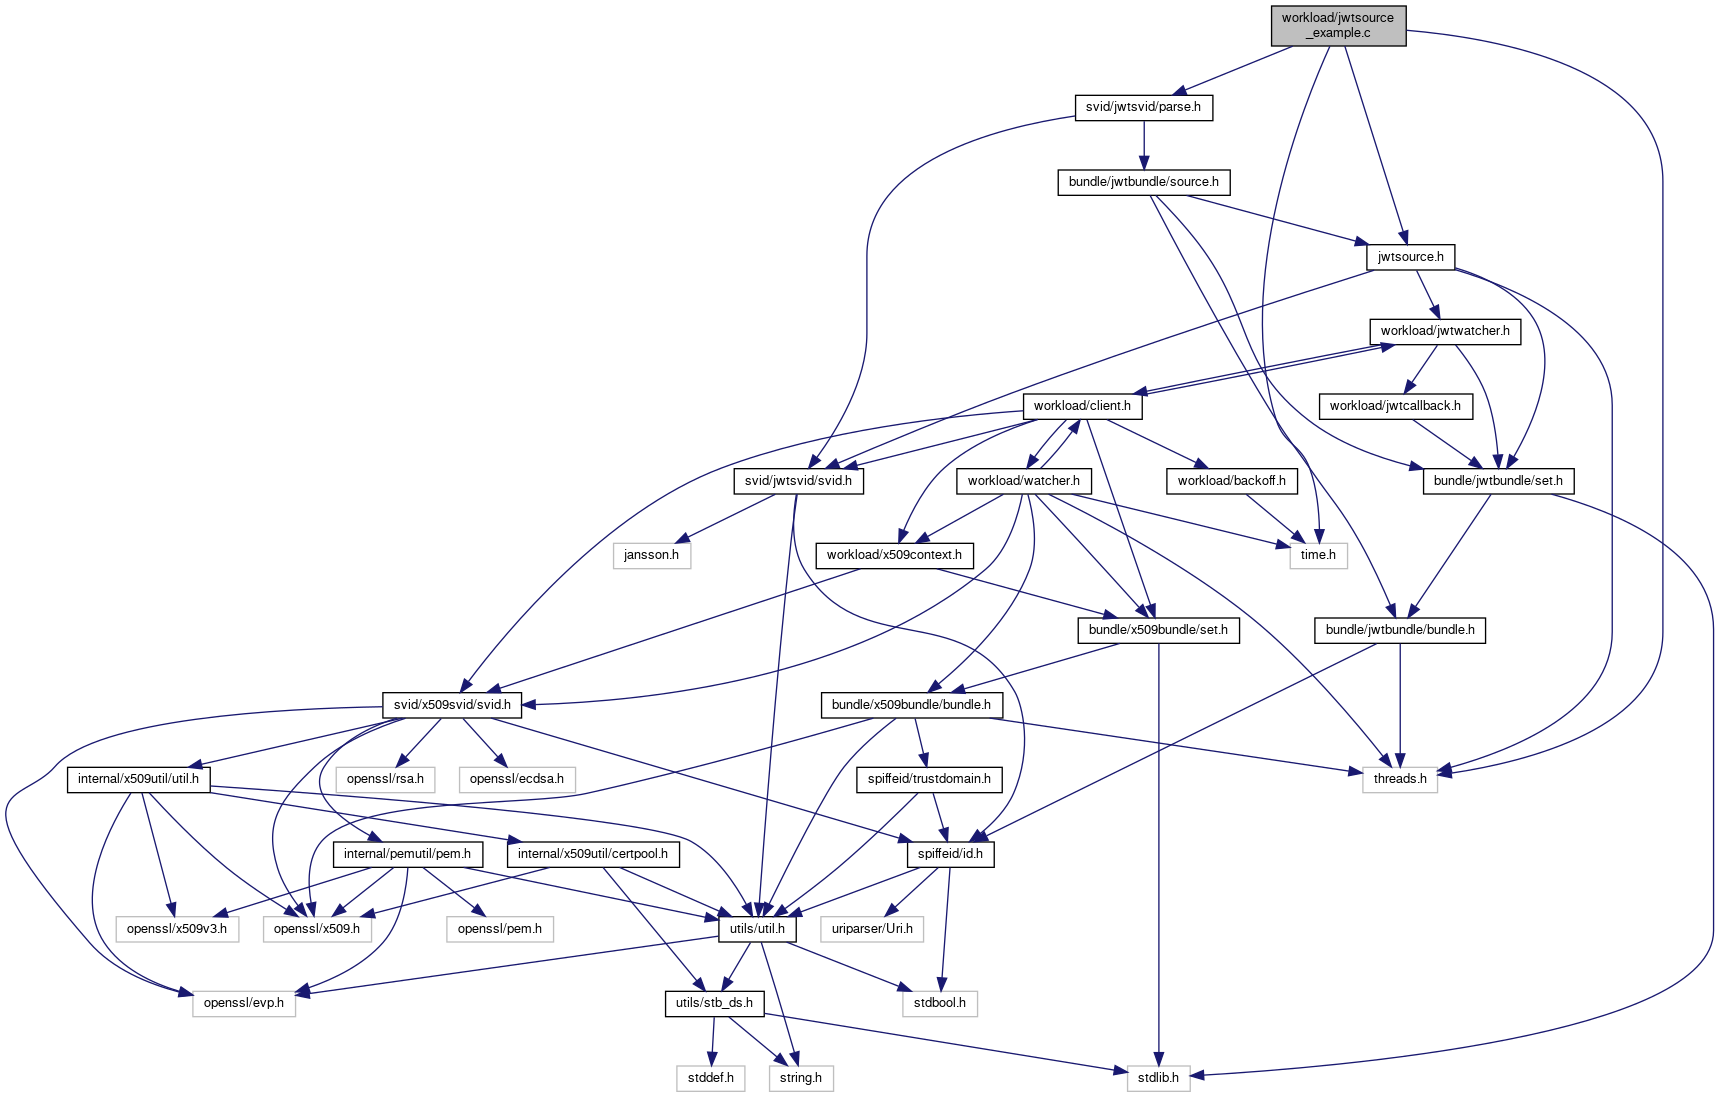 workload/jwtsource
_example.c
svid/jwtsvid/parse.h
bundle/jwtbundle/source.h
jwtsource.h
workload/jwtwatcher.h
workload/client.h
workload/jwtcallback.h
svid/jwtsvid/svid.h
workload/watcher.h
workload/backoff.h
bundle/jwtbundle/set.h
jansson.h
workload/x509context.h
time.h
bundle/x509bundle/set.h
bundle/jwtbundle/bundle.h
svid/x509svid/svid.h
bundle/x509bundle/bundle.h
internal/x509util/util.h
openssl/rsa.h
openssl/ecdsa.h
spiffeid/trustdomain.h
threads.h
internal/pemutil/pem.h
internal/x509util/certpool.h
spiffeid/id.h
openssl/x509v3.h
openssl/x509.h
openssl/pem.h
utils/util.h
uriparser/Uri.h
openssl/evp.h
utils/stb_ds.h
stdbool.h
stddef.h
string.h
stdlib.h